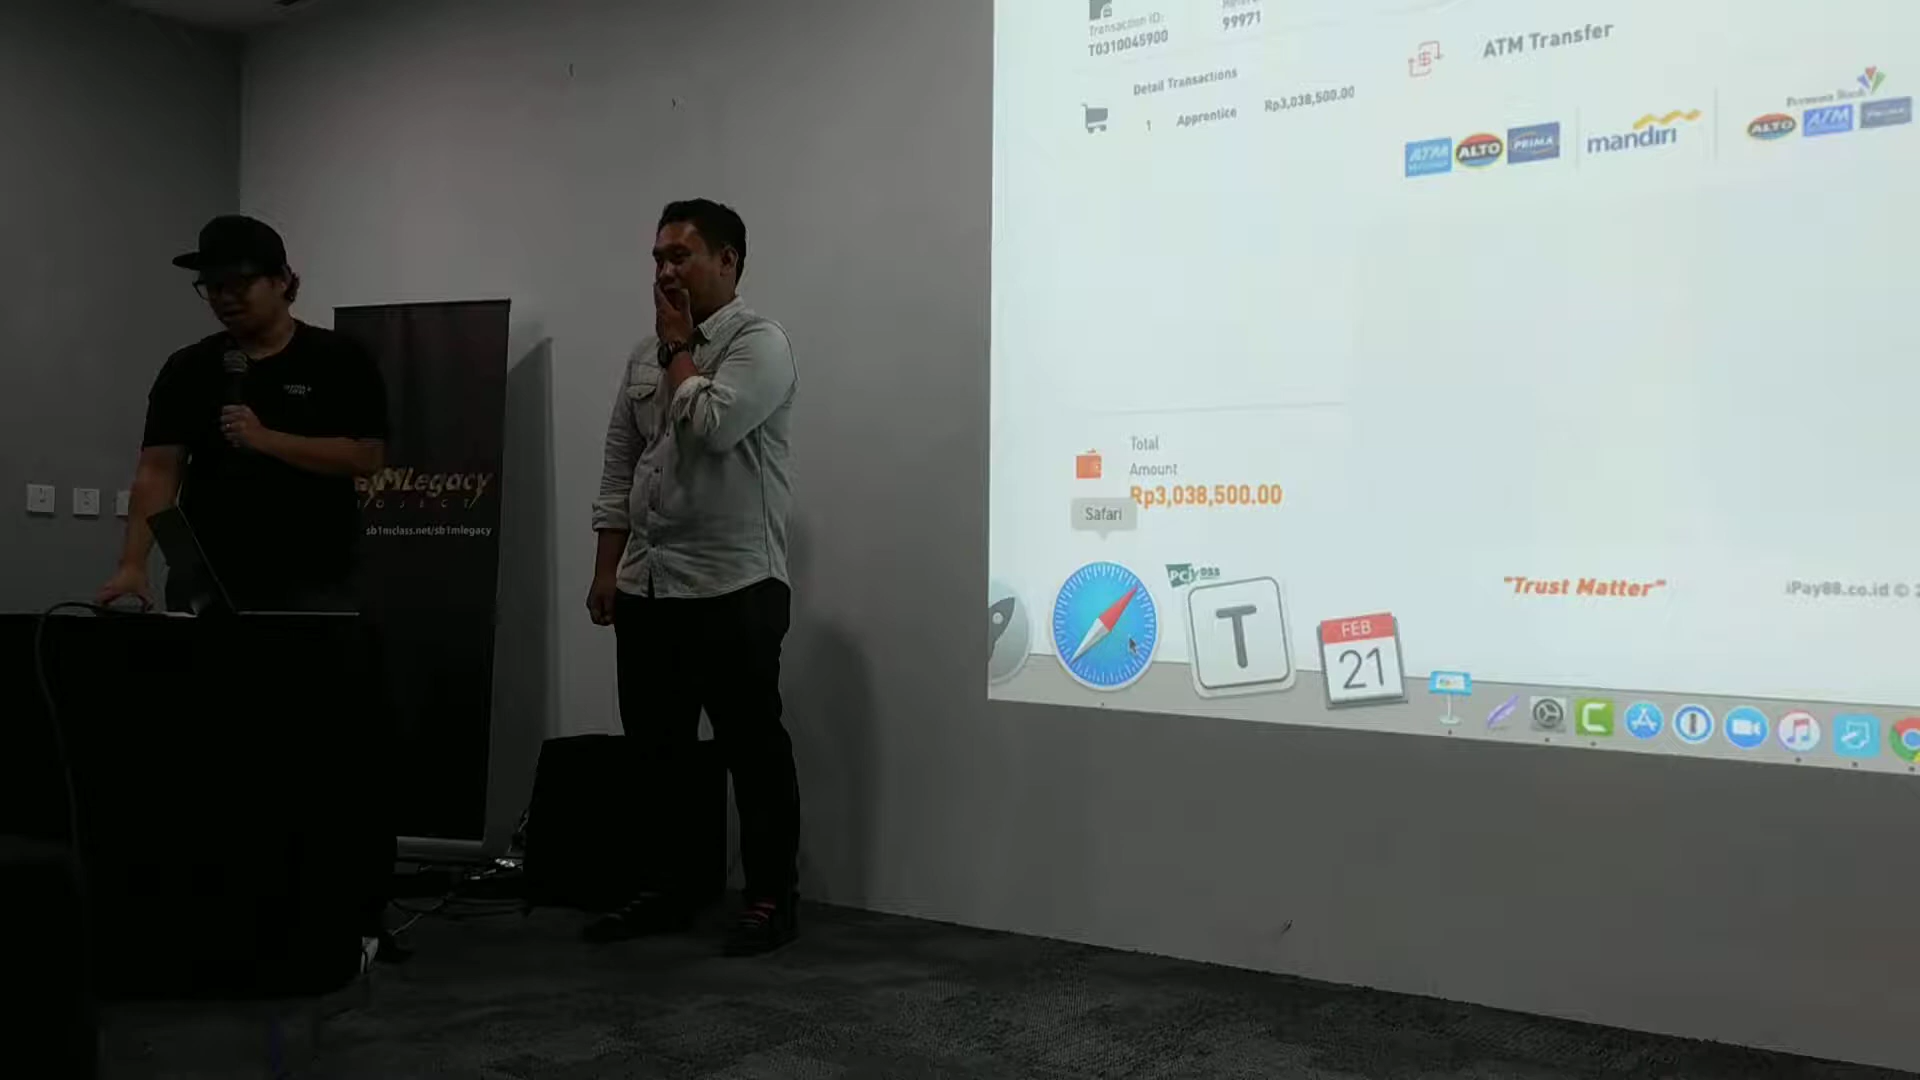 Transaction ID:
T0310045900
99971
Detail Transactions
1 Apprentice Rp3,038,500.00
Total
Amount
Rp3,038,500.00
Safari
ATM Transfer
ATM
ALTO
PRIMA
mandiri
ALTO
ATM
"Trust Matter"
iPay88.co.id ©
T
FEB
21
MLegacy
sb1mclass.net/sb1mlegacy